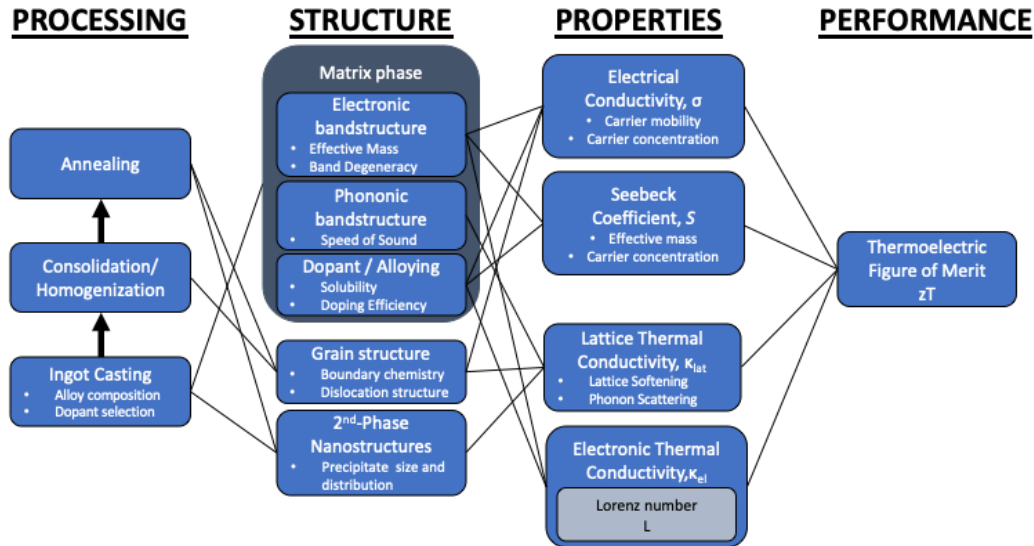 PROCESSING
STRUCTURE
PROPERTIES
PERFORMANCE
Annealing
Consolidation/
Homogenization
Ingot Casting
• Alloy composition
• Dopant selection
Matrix phase
Electronic
bandstructure
• Effective Mass
• Band Degeneracy
Phononic
bandstructure
• Speed of Sound
Dopant / Alloying
• Solubility
• Doping Efficiency
Grain structure
• Boundary chemistry
• Dislocation structure
2nd-Phase
Nanostructures
• Precipitate size and
distribution
Electrical
Conductivity, σ
• Carrier mobility
• Carrier concentration
Seebeck
Coefficient, S
• Effective mass
• Carrier concentration
Lattice Thermal
Conductivity, κlat
• Lattice Softening
• Phonon Scattering
Electronic Thermal
Conductivity,κel
Lorenz number
L
Thermoelectric
Figure of Merit
zT